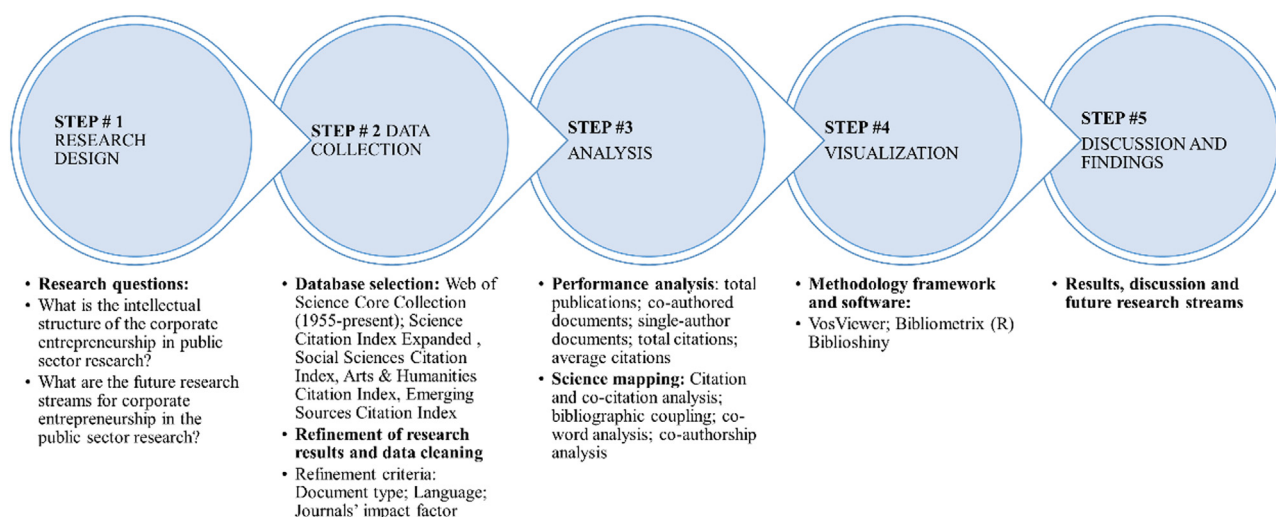 STEP # 1
RESEARCH
DESIGN
STEP # 2 DATA
COLLECTION
STEP #3
ANALYSIS
STEP #4
VISUALIZATION
STEP #5
DISCUSSION AND
FINDINGS
• Research questions:
• What is the intellectual
structure of the corporate
entrepreneurship in public
sector research?
• What are the future research
streams for corporate
entrepreneurship in the
public sector research?
• Database selection: Web of
Science Core Collection
(1955-present); Science
Citation Index Expanded ,
Social Sciences Citation
Index, Arts & Humanities
Citation Index, Emerging
Sources Citation Index
• Refinement of research
results and data cleaning
• Refinement criteria:
Document type; Language;
Journals' impact factor
• Performance analysis: total
publications; co-authored
documents; single-author
documents; total citations;
average citations
• Science mapping: Citation
and co-citation analysis;
bibliographic coupling; co-
word analysis; co-authorship
analysis
• Methodology framework
and software:
• VosViewer; Bibliometrix (R)
Biblioshiny
• Results, discussion and
future research streams